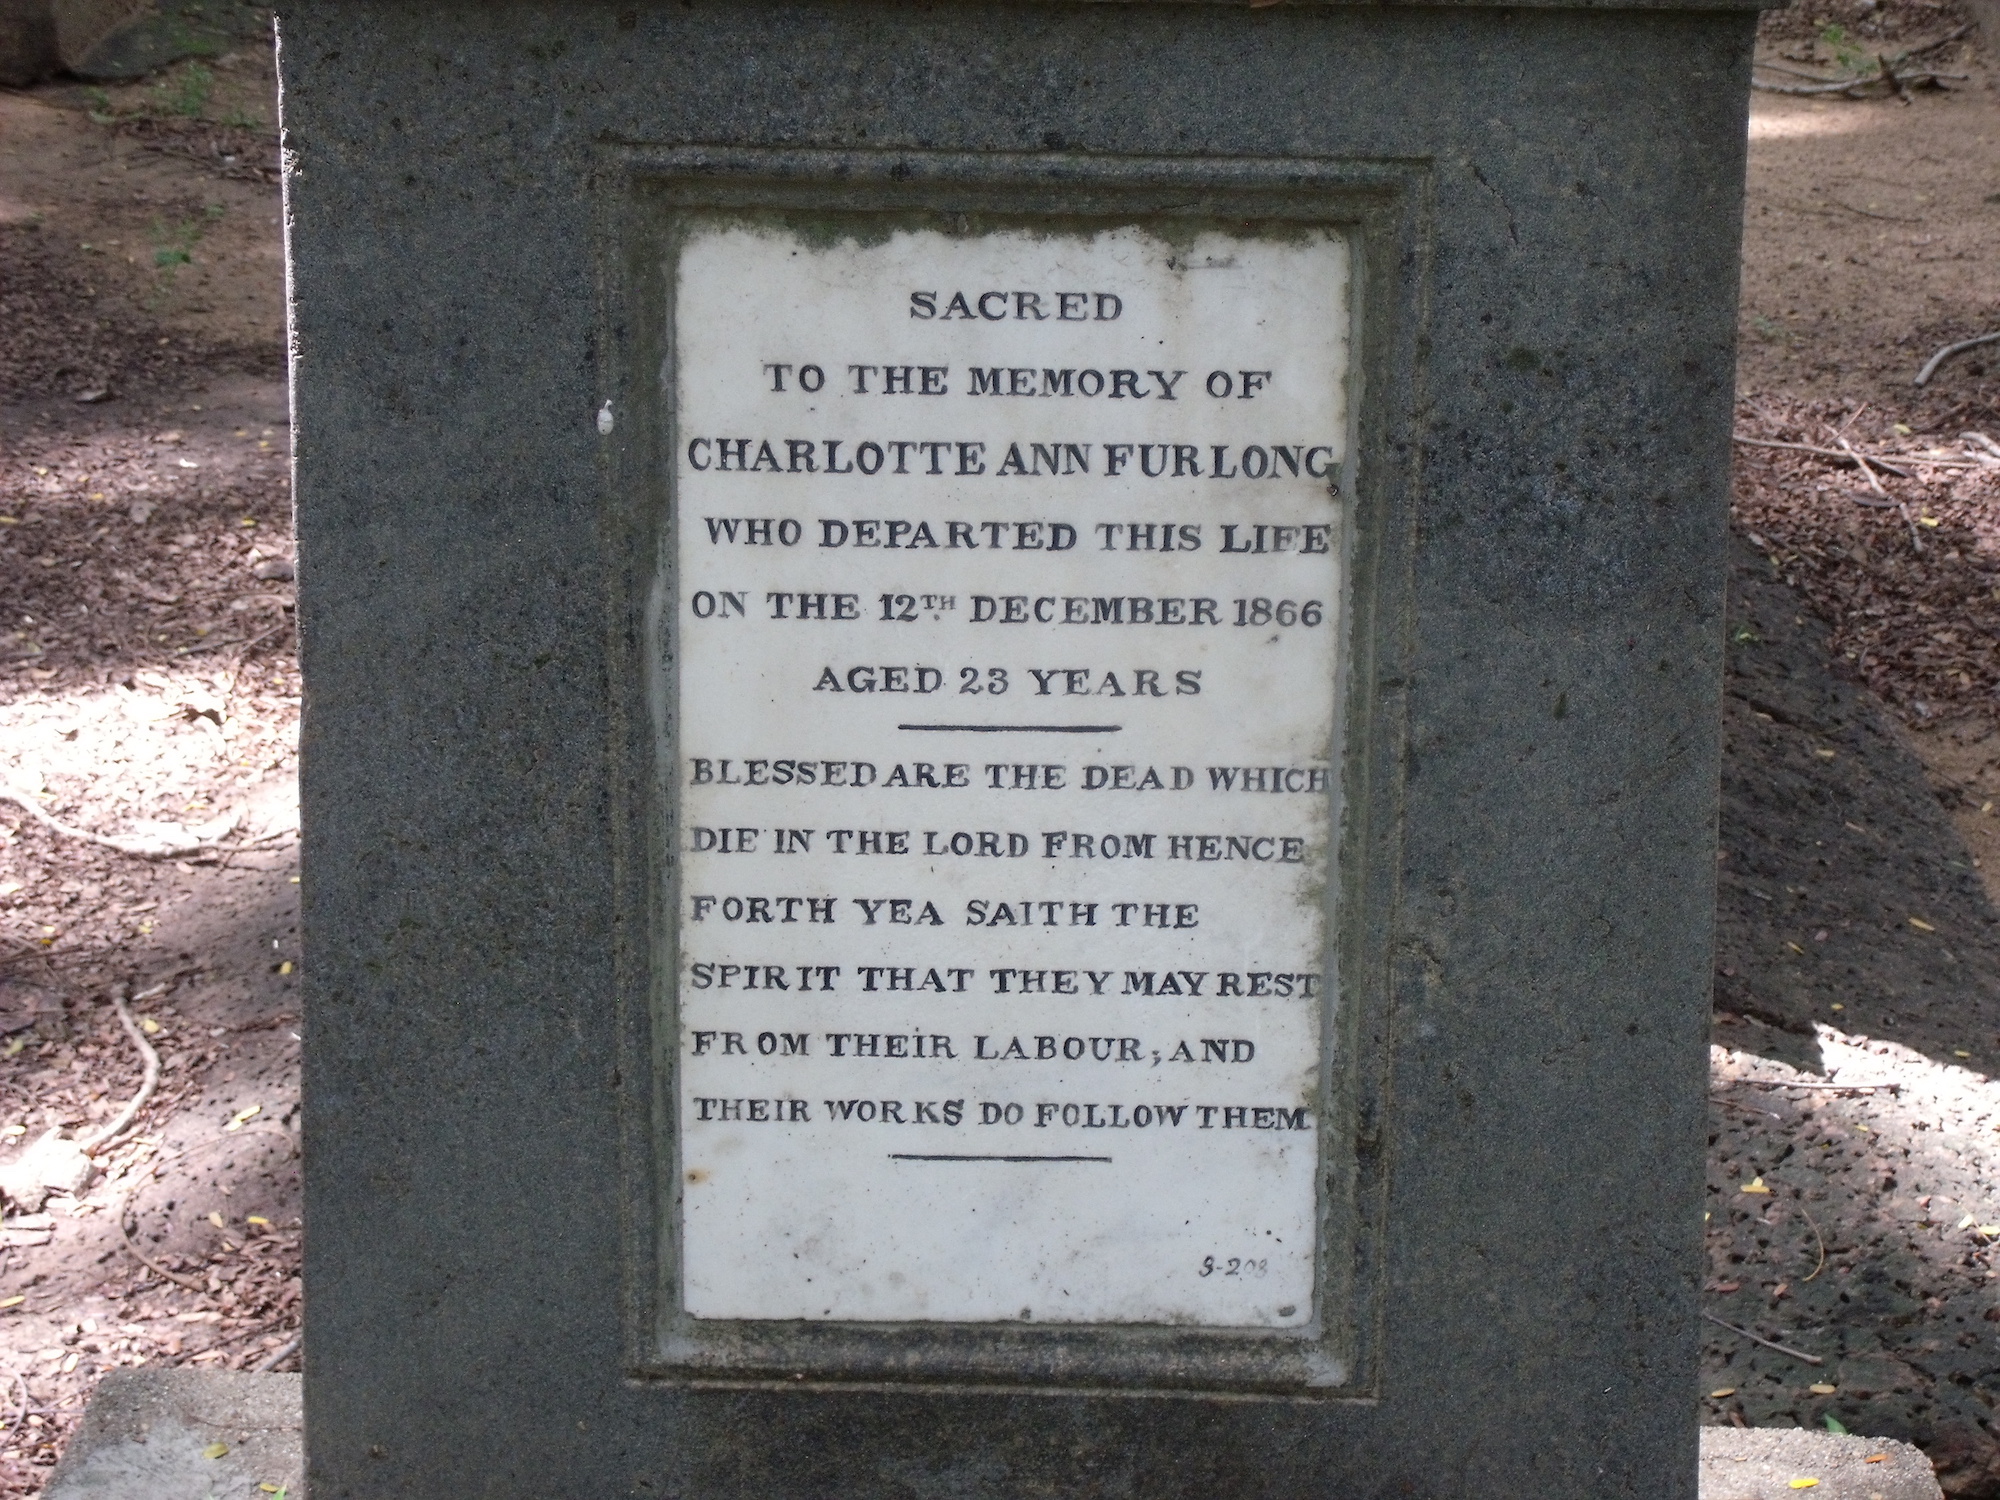 SACRED
TO THE MEMORY OF
CHARLOTTE ANN FURLONG
WHO DEPARTED THIS LIFE
ON THE 12TH DECEMBER 1866
AGED 23 YEARS
BLESSED ARE THE DEAD WHICH
DIE IN THE LORD FROM HENCE
FORTH YEA SAITH THE
SPIRIT THAT THEY MAY REST
FROM THEIR LABOUR; AND
THEIR WORKS DO FOLLOW THEM